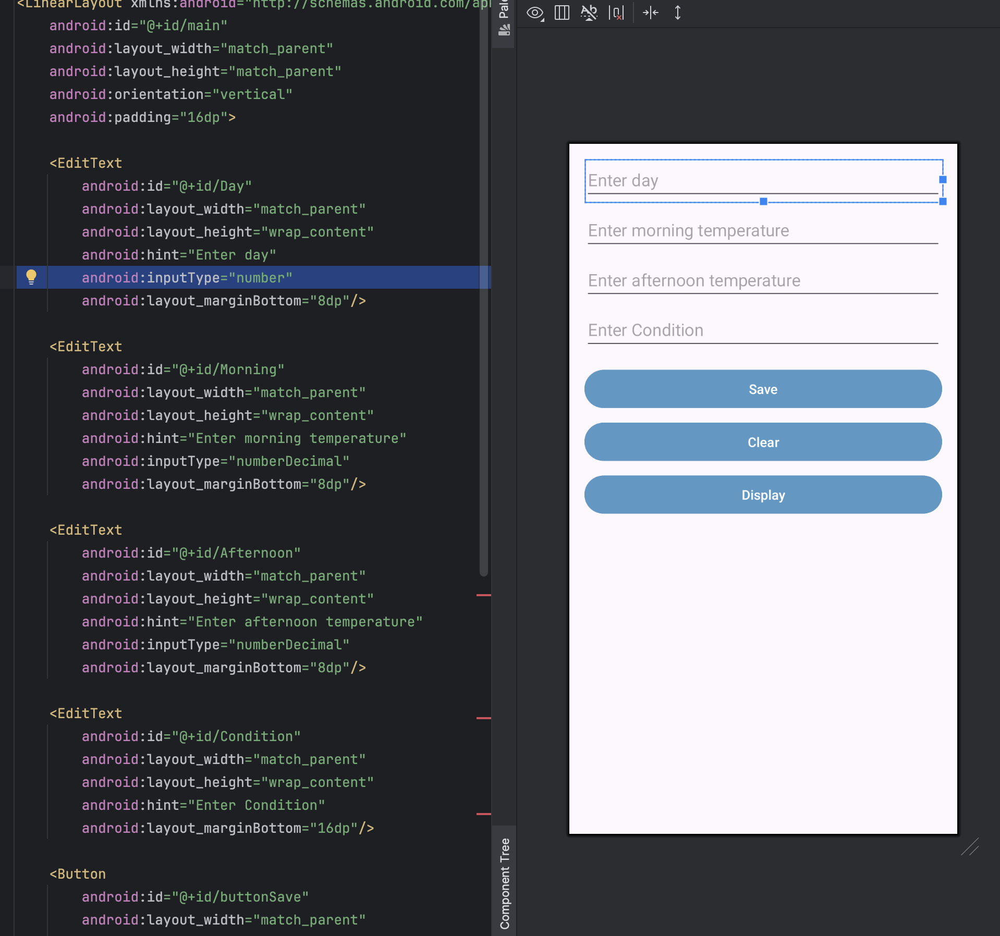 <LinearLayout xmlns:android="http://schemas.android.com/ap
android:id="@+id/main"
android:layout_width="match_parent"
android:layout_height="match_parent"
android:orientation="vertical"
android:padding="16dp">
<EditText
android:id="@+id/Day"
android:layout_width="match_parent"
android:layout_height="wrap_content"
android:hint="Enter day"
android:inputType="number"
android:layout_marginBottom="8dp"/>
<EditText
android:id="@+id/Morning"
android:layout_width="match_parent"
android:layout_height="wrap_content"
android:hint="Enter morning temperature"
android:inputType="numberDecimal"
android:layout_marginBottom="8dp"/>
<EditText
android:id="@+id/Afternoon"
android:layout_width="match_parent"
android:layout_height="wrap_content"
android:hint="Enter afternoon temperature"
android:inputType="numberDecimal"
android:layout_marginBottom="8dp"/>
<EditText
android:id="@+id/Condition"
android:layout_width="match_parent"
android:layout_height="wrap_content"
android:hint="Enter Condition"
android:layout_marginBottom="16dp"/>
<Button
android:id="@+id/buttonSave"
android:layout_width="match_parent"
Component Tree
Enter day
Enter morning temperature
Enter afternoon temperature
Enter Condition
Save
Clear
Display